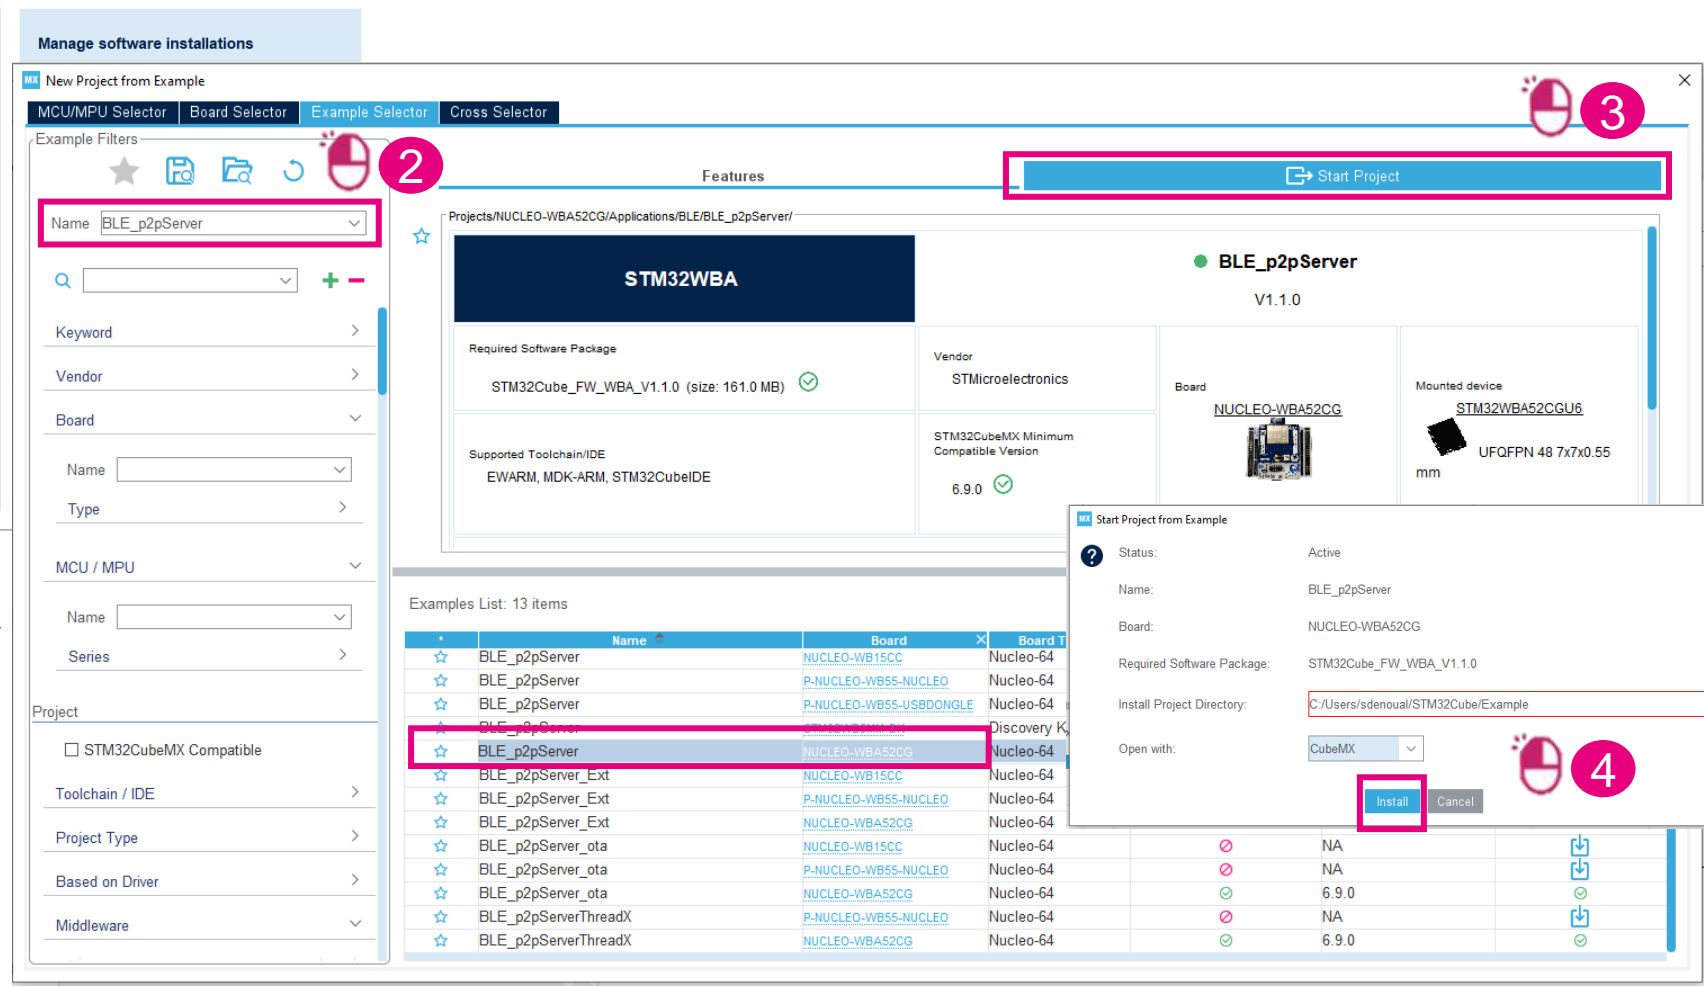 Manage software installations
MX New Project from Example
MCU/MPU Selector Board Selector Example Selector Cross Selector
3
Example Filters
2
Features
Start Project
Name BLE_p2pServer
Projects/NUCLEO-WBA52CG/Applications/BLE/BLE_p2pServer/
STM32WBA
BLE_p2pServer
V1.1.0
Keyword
Vendor
Board
Name
Type
MCU / MPU
Name
Series
Project
STM32CubeMX Compatible
Toolchain / IDE
Project Type
Based on Driver
Middleware
Required Software Package
STM32Cube_FW_WBA_V1.1.0 (size: 161.0 MB)
Vendor
STMicroelectronics
Board
NUCLEO-WBA52CG
Mounted device
STM32WBA52CGU6
UFQFPN 48 7x7x0.55
mm
Supported Toolchain/IDE
EWARM, MDK-ARM, STM32CubeIDE
STM32CubeMX Minimum
Compatible Version
6.9.0
MX Start Project from Example
Status: Active
Name: BLE_p2pServer
Board: NUCLEO-WBA52CG
Required Software Package: STM32Cube_FW_WBA_V1.1.0
Install Project Directory: C:/Users/sdenoual/STM32Cube/Example
Open with: CubeMX
4
Install Cancel
Examples List: 13 items
* Name Board Board T
BLE_p2pServer NUCLEO-WB15CC Nucleo-64
BLE_p2pServer P-NUCLEO-WB55-NUCLEO Nucleo-64
BLE_p2pServer P-NUCLEO-WB55-USBDONGLE Nucleo-64
BLE_p2pServer STM32WB5MM-DK Discovery K
BLE_p2pServer NUCLEO-WBA52CG Nucleo-64
BLE_p2pServer_Ext NUCLEO-WB15CC Nucleo-64
BLE_p2pServer_Ext P-NUCLEO-WB55-NUCLEO Nucleo-64
BLE_p2pServer_Ext NUCLEO-WBA52CG Nucleo-64
BLE_p2pServer_ota NUCLEO-WB15CC Nucleo-64 NA
BLE_p2pServer_ota P-NUCLEO-WB55-NUCLEO Nucleo-64 NA
BLE_p2pServer_ota NUCLEO-WBA52CG Nucleo-64 6.9.0
BLE_p2pServerThreadX P-NUCLEO-WB55-NUCLEO Nucleo-64 NA
BLE_p2pServerThreadX NUCLEO-WBA52CG Nucleo-64 6.9.0